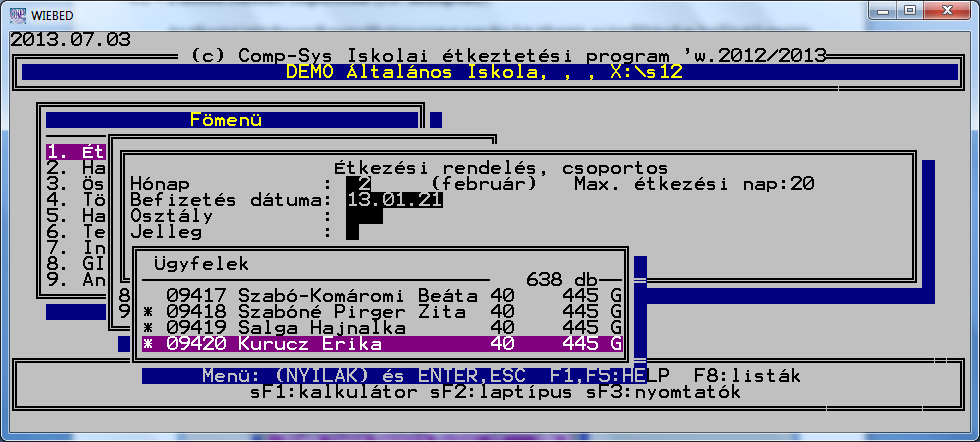 WIEBED
2013.07.03
(c) Comp-Sys Iskolai étkeztetési program 'w.2012/2013
DEMO Általános Iskola, , , X:\s12
Fömenü
1. Ét
2. Ha
3. Ös
4. Tö
5. Ha
6. Te
7. In
8. GI
9. An
8
9
Étkezési rendelés, csoportos
Hónap : 2 (február) Max. étkezési nap:20
Befizetés dátuma: 13.01.21
Osztály :
Jelleg :
Ügyfelek
638 db
09417 Szabó-Komáromi Beáta 40 445 G
* 09418 Szabóné Pirger Zita 40 445 G
* 09419 Salga Hajnalka 40 445 G
* 09420 Kurucz Erika 40 445 G
Menü: (NYILAK) és ENTER,ESC F1,F5:HELP F8:listák
sF1:kalkulátor sF2:laptípus sF3:nyomtatók